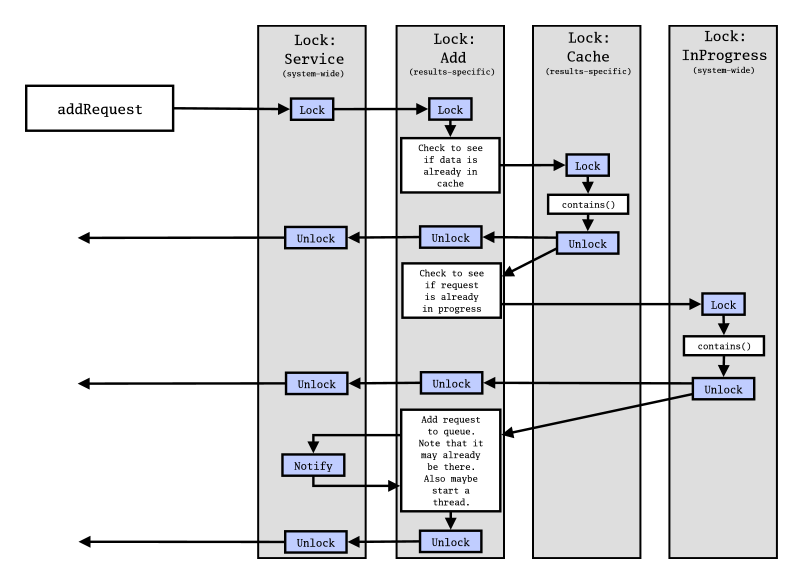 Lock:
Service
(system-wide)
Lock:
Add
(results-specific)
Lock:
Cache
(results-specific)
Lock:
InProgress
(system-wide)
addRequest
Lock
Lock
Check to see
if data is
already in
cache
Lock
contains()
Unlock
Unlock
Unlock
Check to see
if request
is already
in progress
Lock
contains()
Unlock
Unlock
Unlock
Add request
to queue.
Note that it
may already
be there.
Also maybe
start a
thread.
Notify
Unlock
Unlock